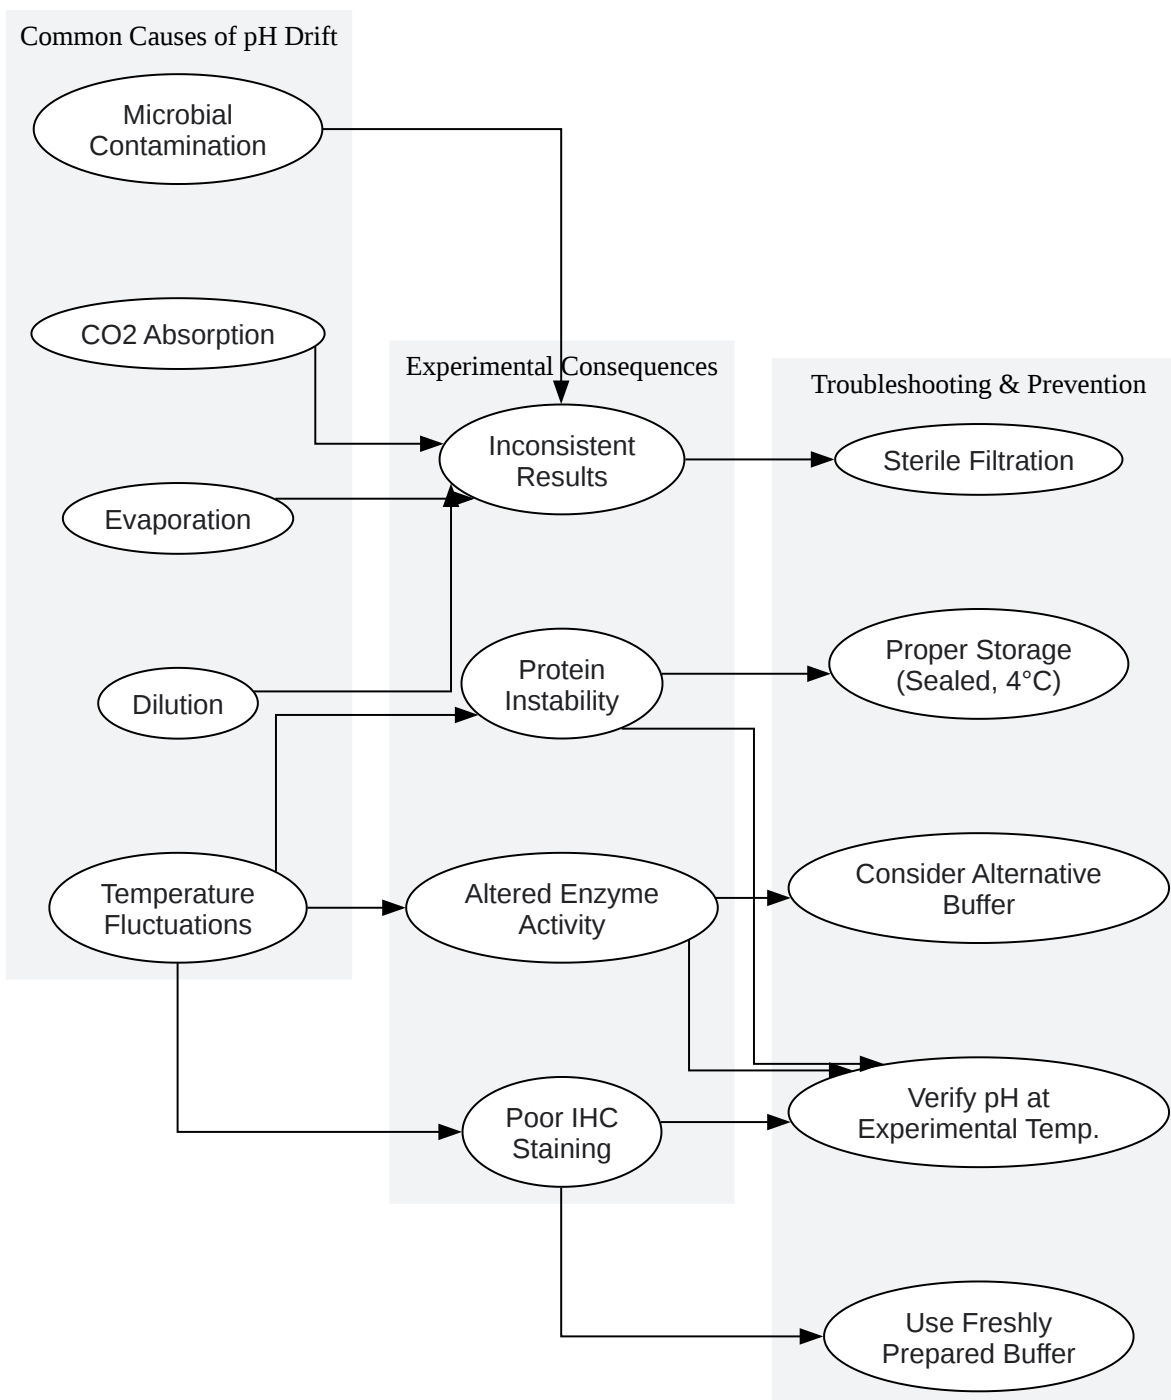 Common Causes of pH Drift
Microbial
Contamination
CO2 Absorption
Evaporation
Dilution
Temperature
Fluctuations
Experimental Consequences
Inconsistent
Results
Protein
Instability
Altered Enzyme
Activity
Poor IHC
Staining
Troubleshooting & Prevention
Sterile Filtration
Proper Storage
(Sealed, 4°C)
Consider Alternative
Buffer
Verify pH at
Experimental Temp.
Use Freshly
Prepared Buffer